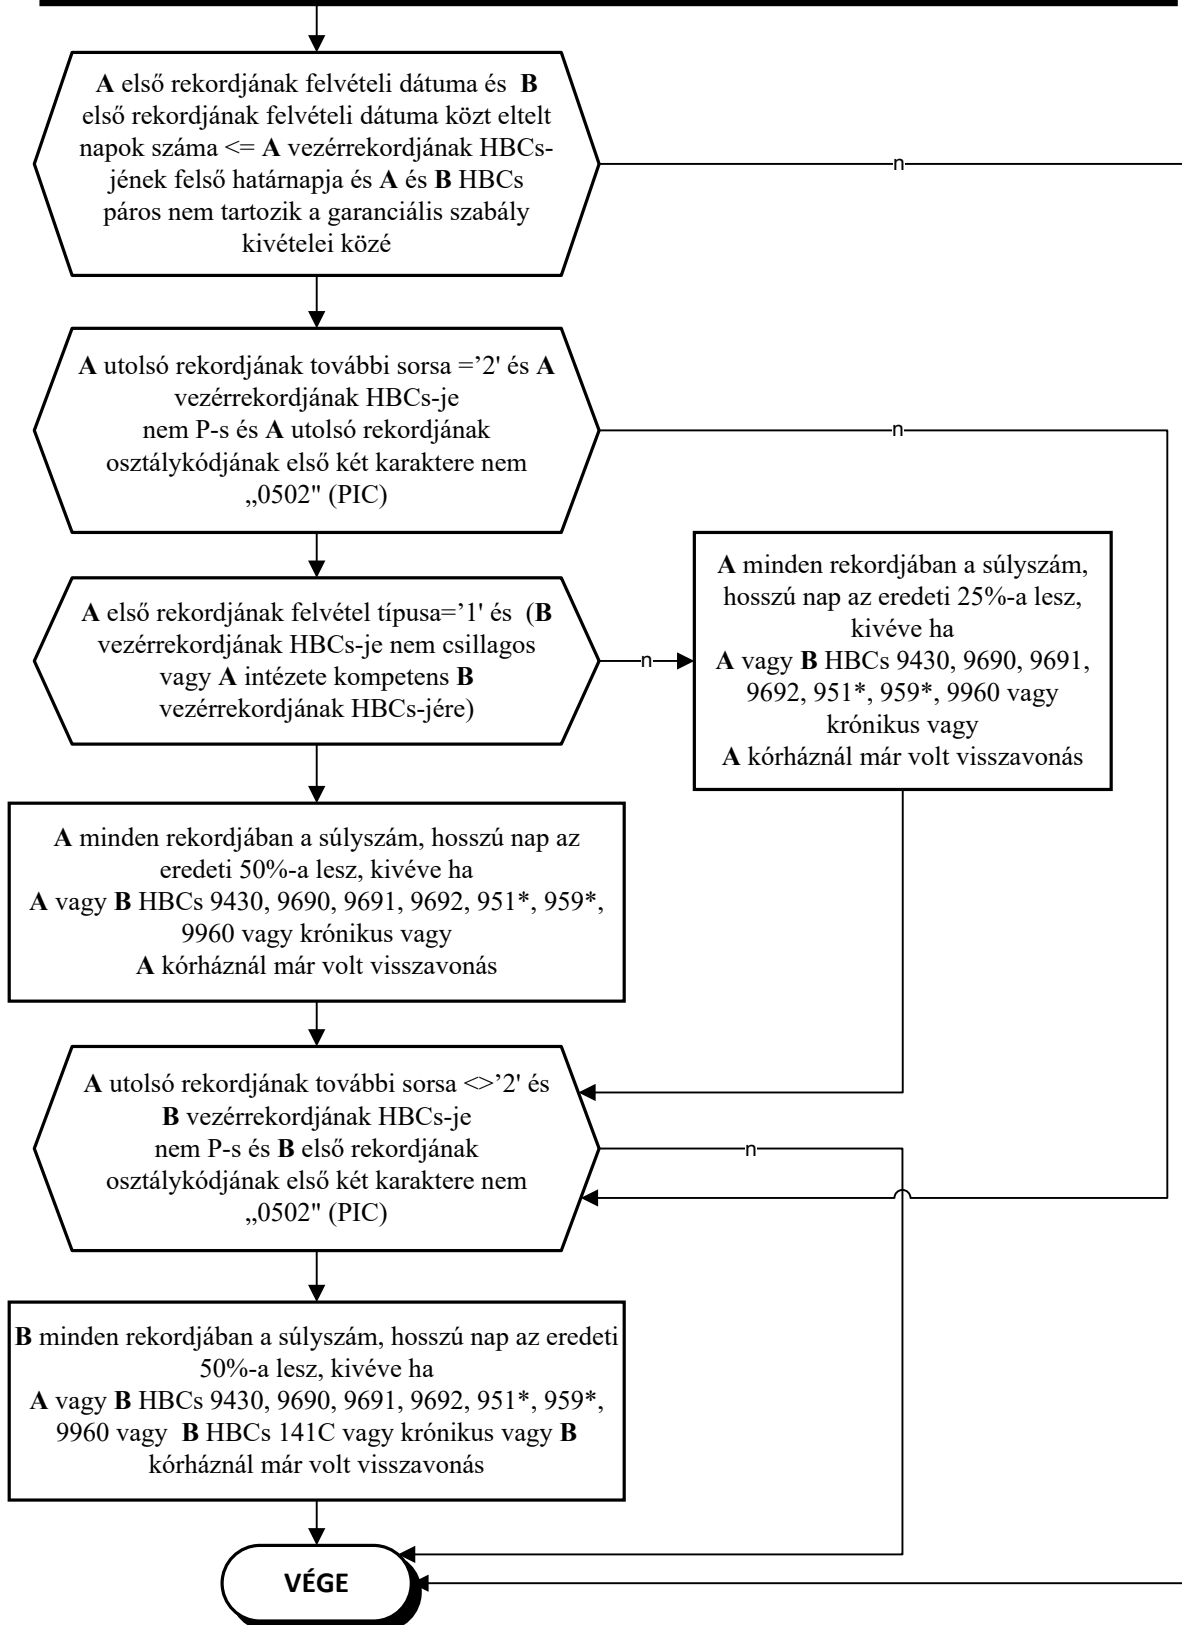 A első rekordjának felvételi dátuma és  B
első rekordjának felvételi dátuma közt eltelt
napok száma <= A vezérrekordjának HBCs-
jének felső határnapja és A és B HBCs
páros nem tartozik a garanciális szabály
kivételei közé
n
A utolsó rekordjának további sorsa =’2' és A
vezérrekordjának HBCs-je
nem P-s és A utolsó rekordjának
osztálykódjának első két karaktere nem
„0502" (PIC)
n
A első rekordjának felvétel típusa=’1' és  (B
vezérrekordjának HBCs-je nem csillagos
vagy A intézete kompetens B
vezérrekordjának HBCs-jére)
n
A minden rekordjában a súlyszám,
hosszú nap az eredeti 25%-a lesz,
kivéve ha
A vagy B HBCs 9430, 9690, 9691,
9692, 951*, 959*, 9960 vagy
krónikus vagy
A kórháznál már volt visszavonás
A minden rekordjában a súlyszám, hosszú nap az
eredeti 50%-a lesz, kivéve ha
A vagy B HBCs 9430, 9690, 9691, 9692, 951*, 959*,
9960 vagy krónikus vagy
A kórháznál már volt visszavonás
A utolsó rekordjának további sorsa <>’2' és
B vezérrekordjának HBCs-je
nem P-s és B első rekordjának
osztálykódjának első két karaktere nem
„0502" (PIC)
n
B minden rekordjában a súlyszám, hosszú nap az eredeti
50%-a lesz, kivéve ha
A vagy B HBCs 9430, 9690, 9691, 9692, 951*, 959*,
9960 vagy  B HBCs 141C vagy krónikus vagy B
kórháznál már volt visszavonás
VÉGE